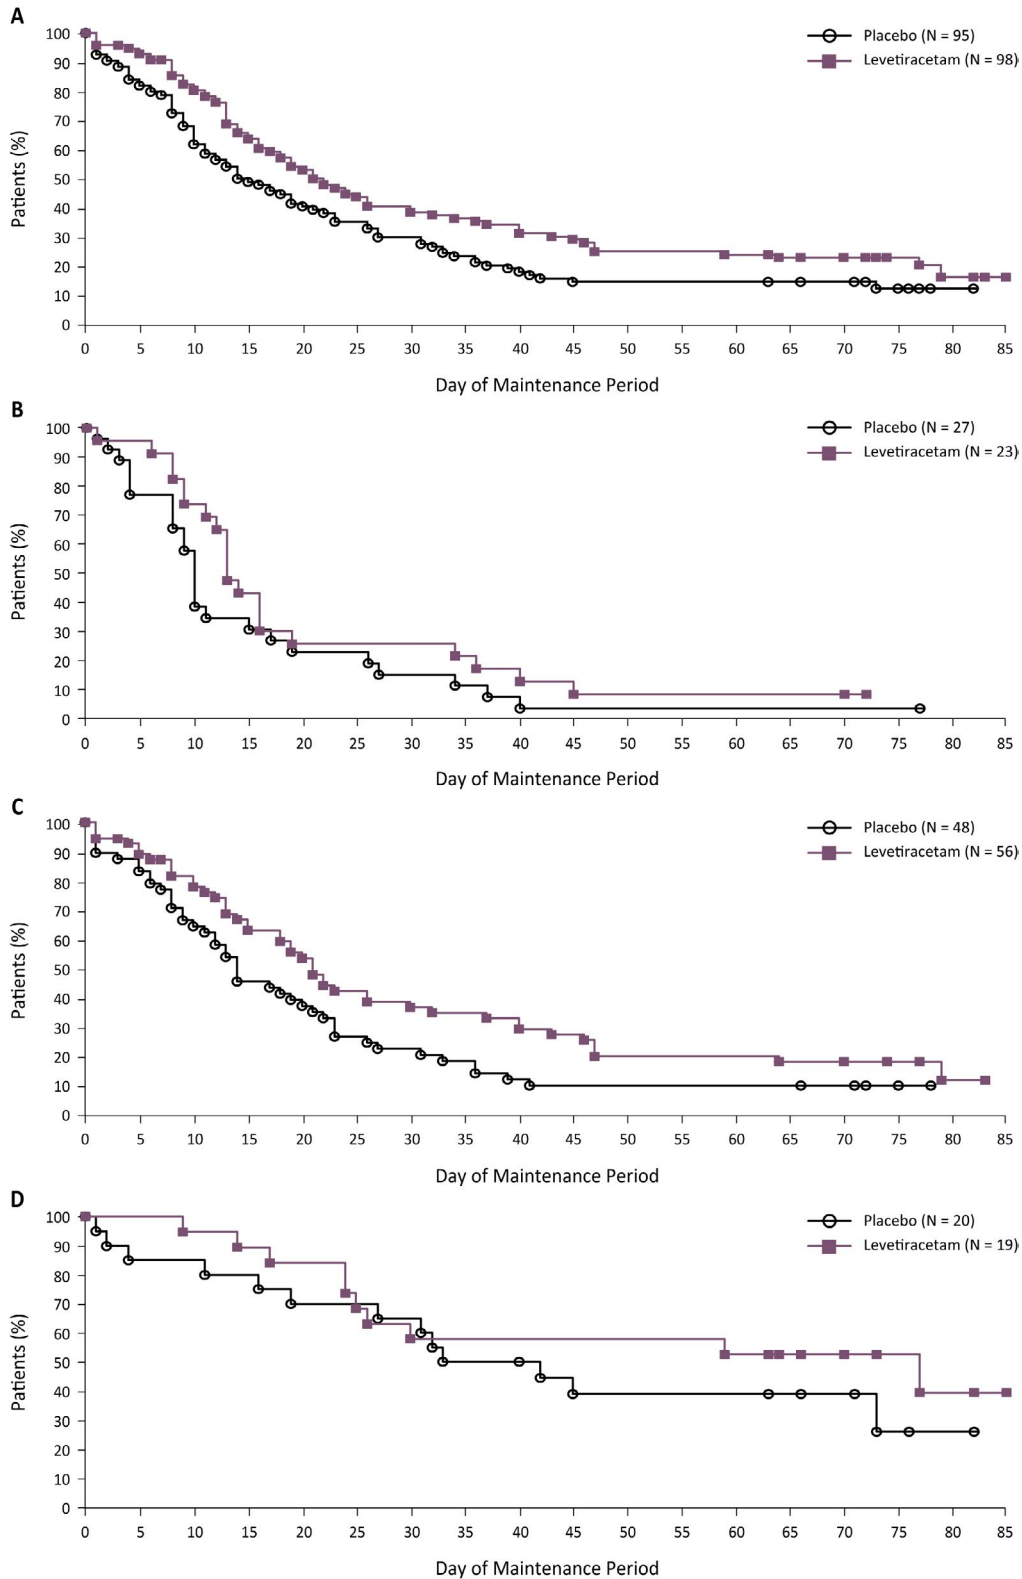 A
100
90
80
70
60
50
40
30
20
10
0
Patients (%)
Placebo (N = 95)
Levetiracetam (N = 98)
0 5 10 15 20 25 30 35 40 45 50 55 60 65 70 75 80 85
Day of Maintenance Period
B
100
90
80
70
60
50
40
30
20
10
0
Patients (%)
Placebo (N = 27)
Levetiracetam (N = 23)
0 5 10 15 20 25 30 35 40 45 50 55 60 70 70 75 80 85
Day of Maintenance Period
C
100
90
80
70
60
50
40
30
20
10
0
Patients (%)
Placebo (N = 48)
Levetiracetam (N = 56)
0 5 10 15 20 25 30 35 40 45 50 55 60 65 70 75 80 85
Day of Maintenance Period
D
100
90
80
70
60
50
40
30
20
10
0
Patients (%)
Placebo (N = 20)
Levetiracetam (N = 19)
0 5 10 15 20 25 30 35 40 45 50 55 60 65 70 75 80 85
Day of Maintenance Period